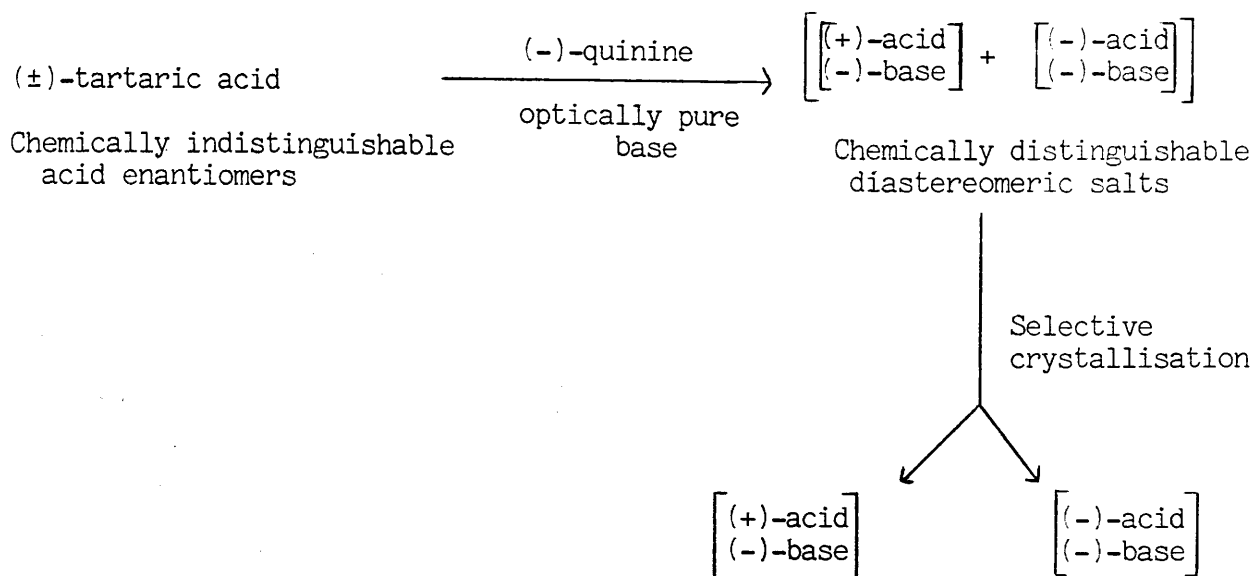 (±)-tartaric acid
Chemically indistinguishable
acid enantiomers
(-)-quinine
optically pure
base
[[(+)-acid] + [(-)-acid]]
[[(-)-base] [(-)-base]]
Chemically distinguishable
diastereomeric salts
Selective
crystallisation
[(+)-acid] [(-)-acid]
[(-)-base] [(-)-base]